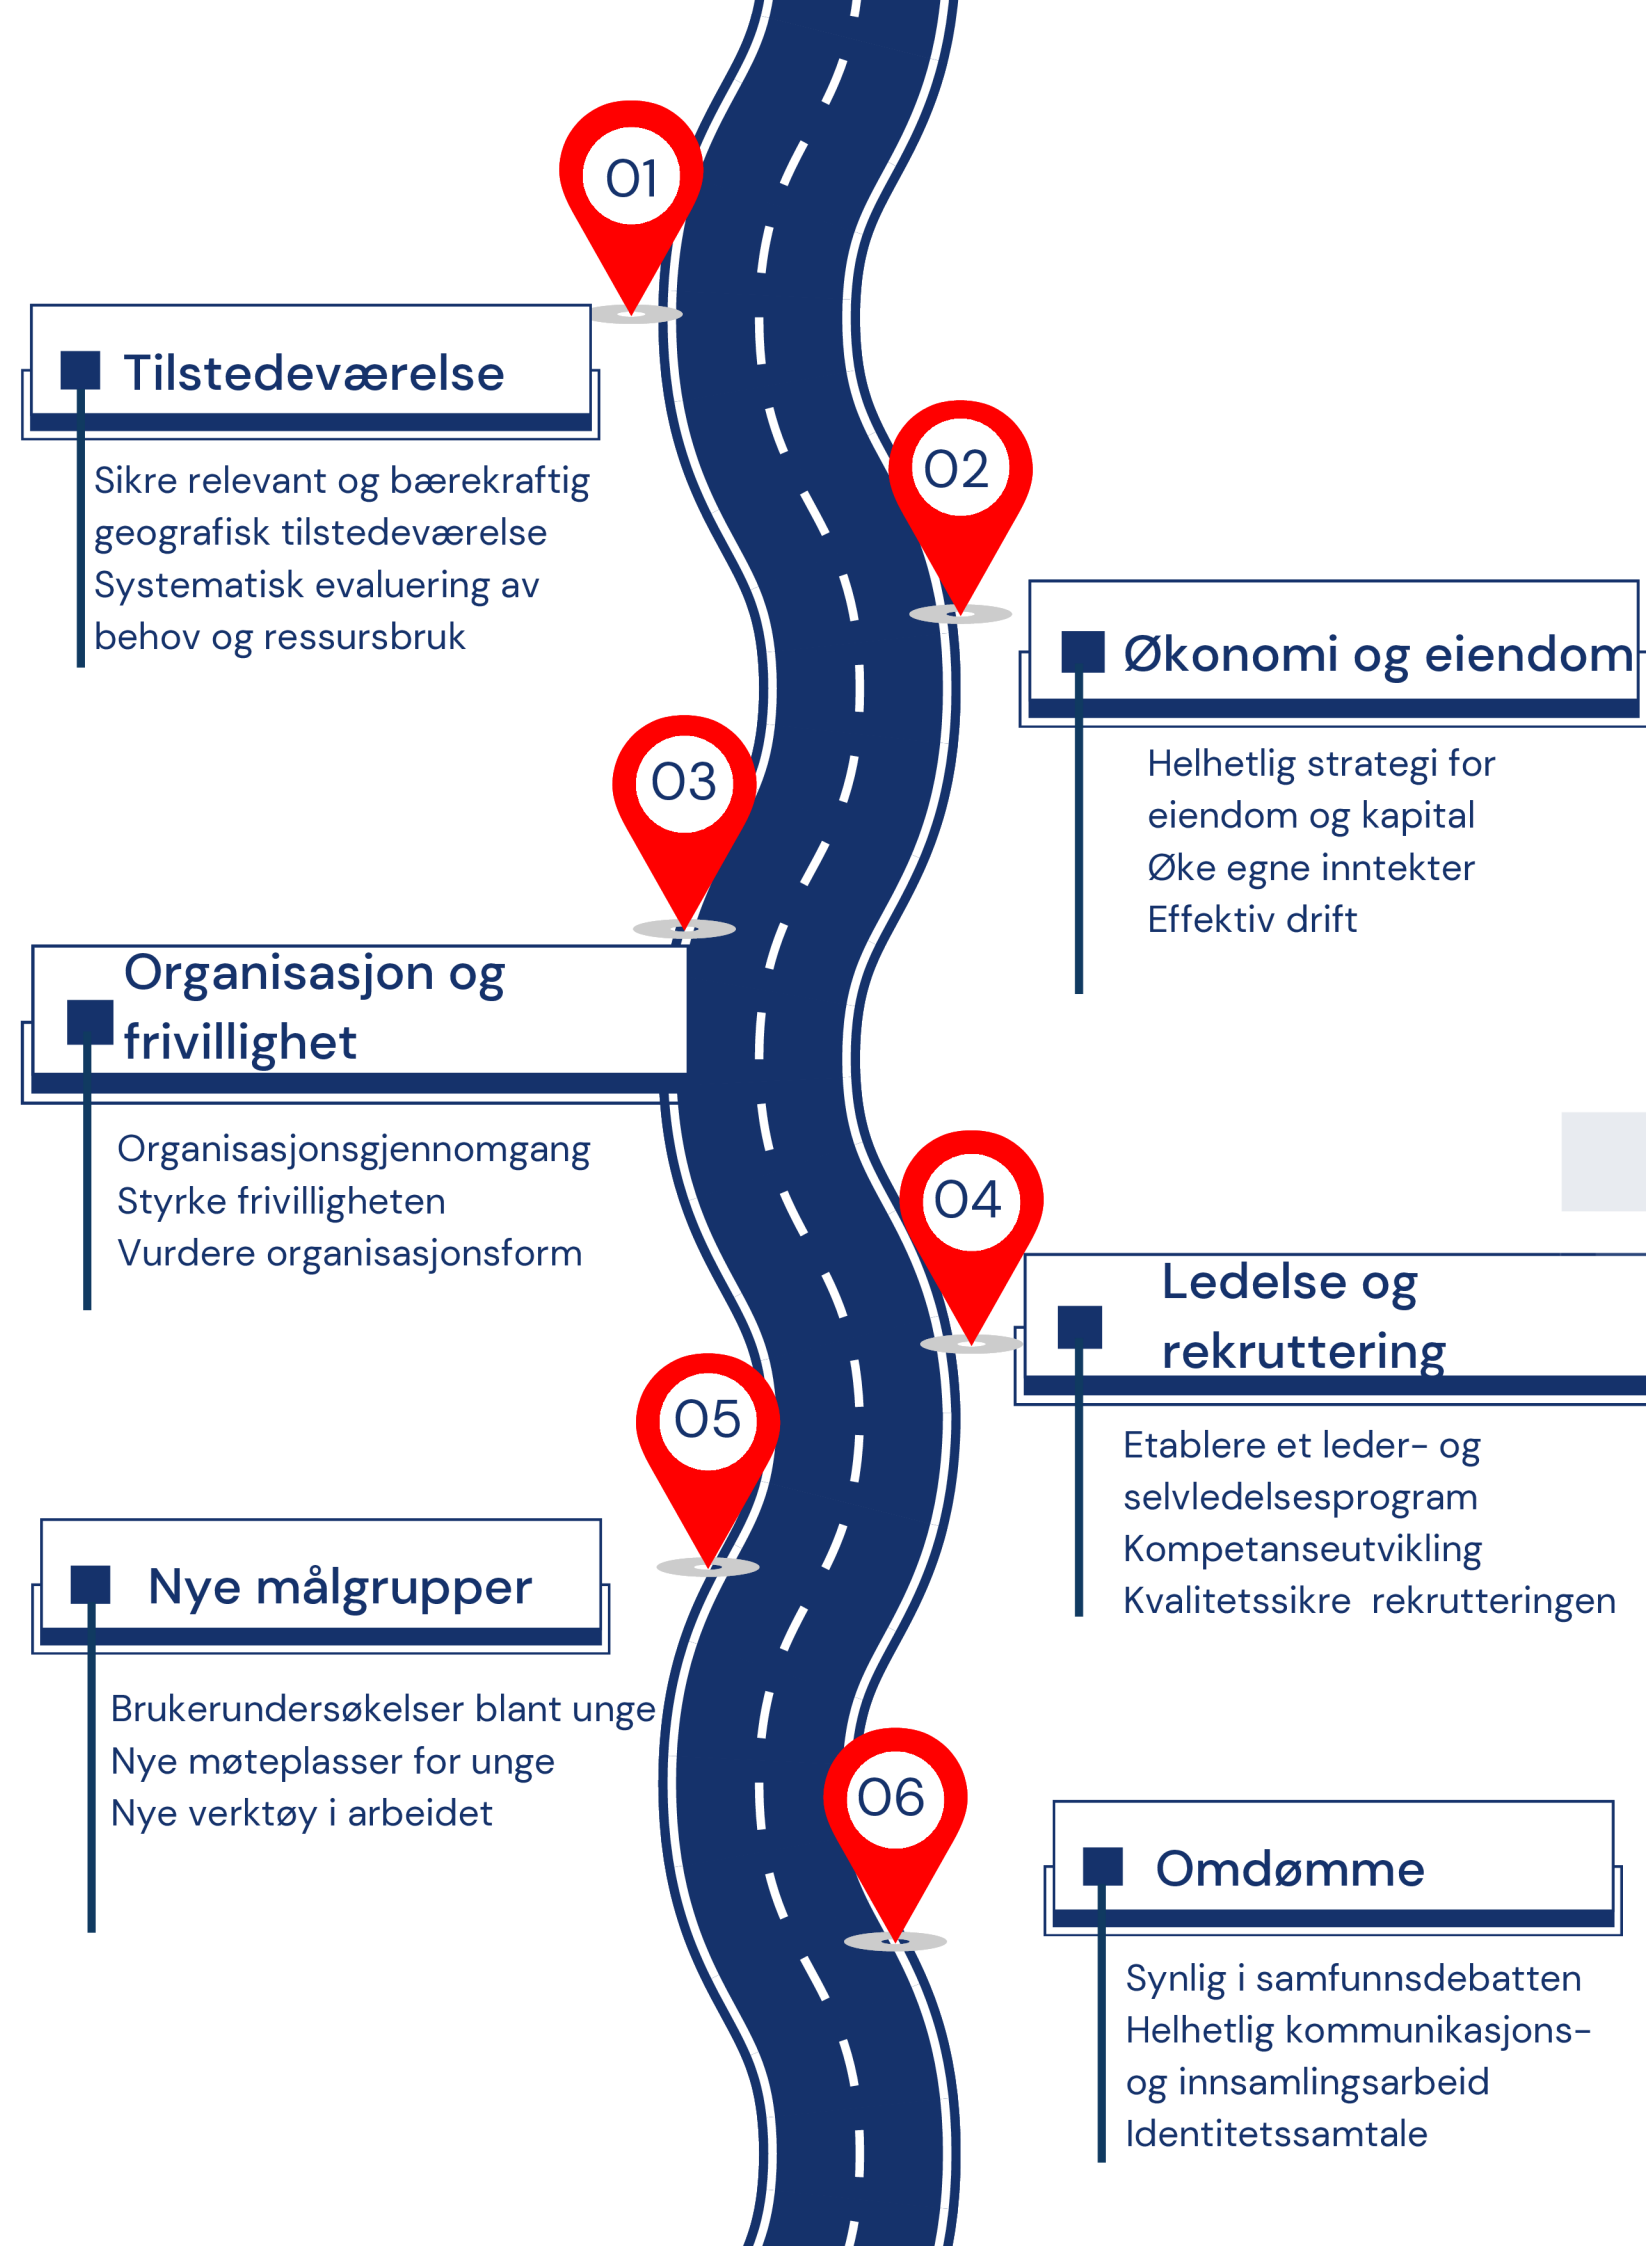 01
Tilstedeværelse
Sikre relevant og bærekraftig
geografisk tilstedeværelse
Systematisk evaluering av
behov og ressursbruk
02
Økonomi og eiendom
Helhetlig strategi for
eiendom og kapital
Øke egne inntekter
Effektiv drift
03
Organisasjon og
frivillighet
Organisasjonsgjennomgang
Styrke frivilligheten
Vurdere organisasjonsform
04
Ledelse og
rekruttering
Etablere et leder- og
selvledelsesprogram
Kompetanseutvikling
Kvalitetssikre rekrutteringen
05
Nye målgrupper
Brukerundersøkelser blant unge
Nye møteplasser for unge
Nye verktøy i arbeidet
06
Omdømme
Synlig i samfunnsdebatten
Helhetlig kommunikasjons-
og innsamlingsarbeid
Identitetssamtale